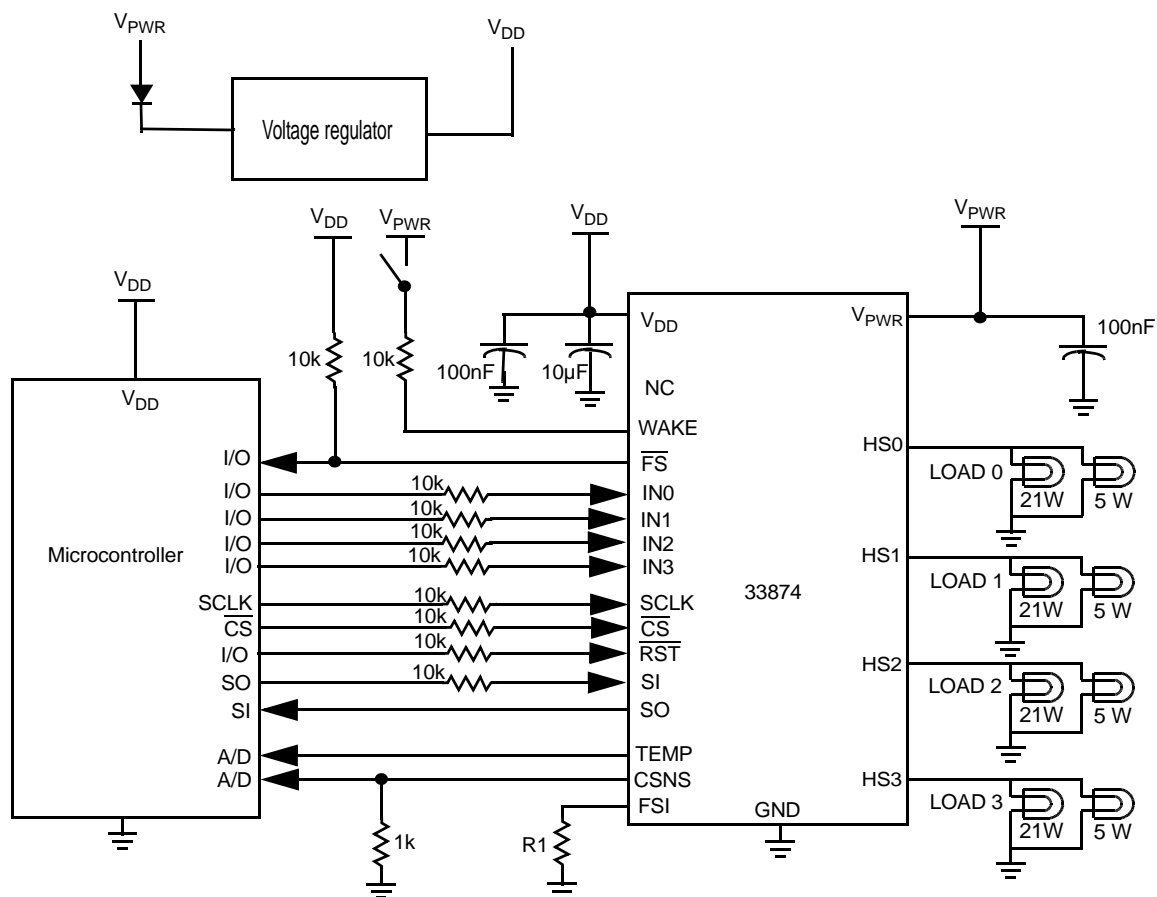 VPWR
VDD
Voltage regulator
VDD
VPWR
VDD
VPWR
VDD
10k
10k
100nF
10µF
VDD
VPWR
100nF
VDD
NC
WAKE
HS0
I/O
FS
LOAD 0
21W
5 W
I/O
10k
IN0
I/O
10k
IN1
I/O
10k
IN2
I/O
10k
IN3
Microcontroller
33874
HS1
LOAD 1
21W
5 W
SCLK
10k
SCLK
CS
10k
CS
I/O
10k
RST
SO
10k
SI
SI
SO
HS2
LOAD 2
21W
5 W
A/D
TEMP
A/D
CSNS
HS3
FSI
GND
LOAD 3
21W
5 W
1k
R1